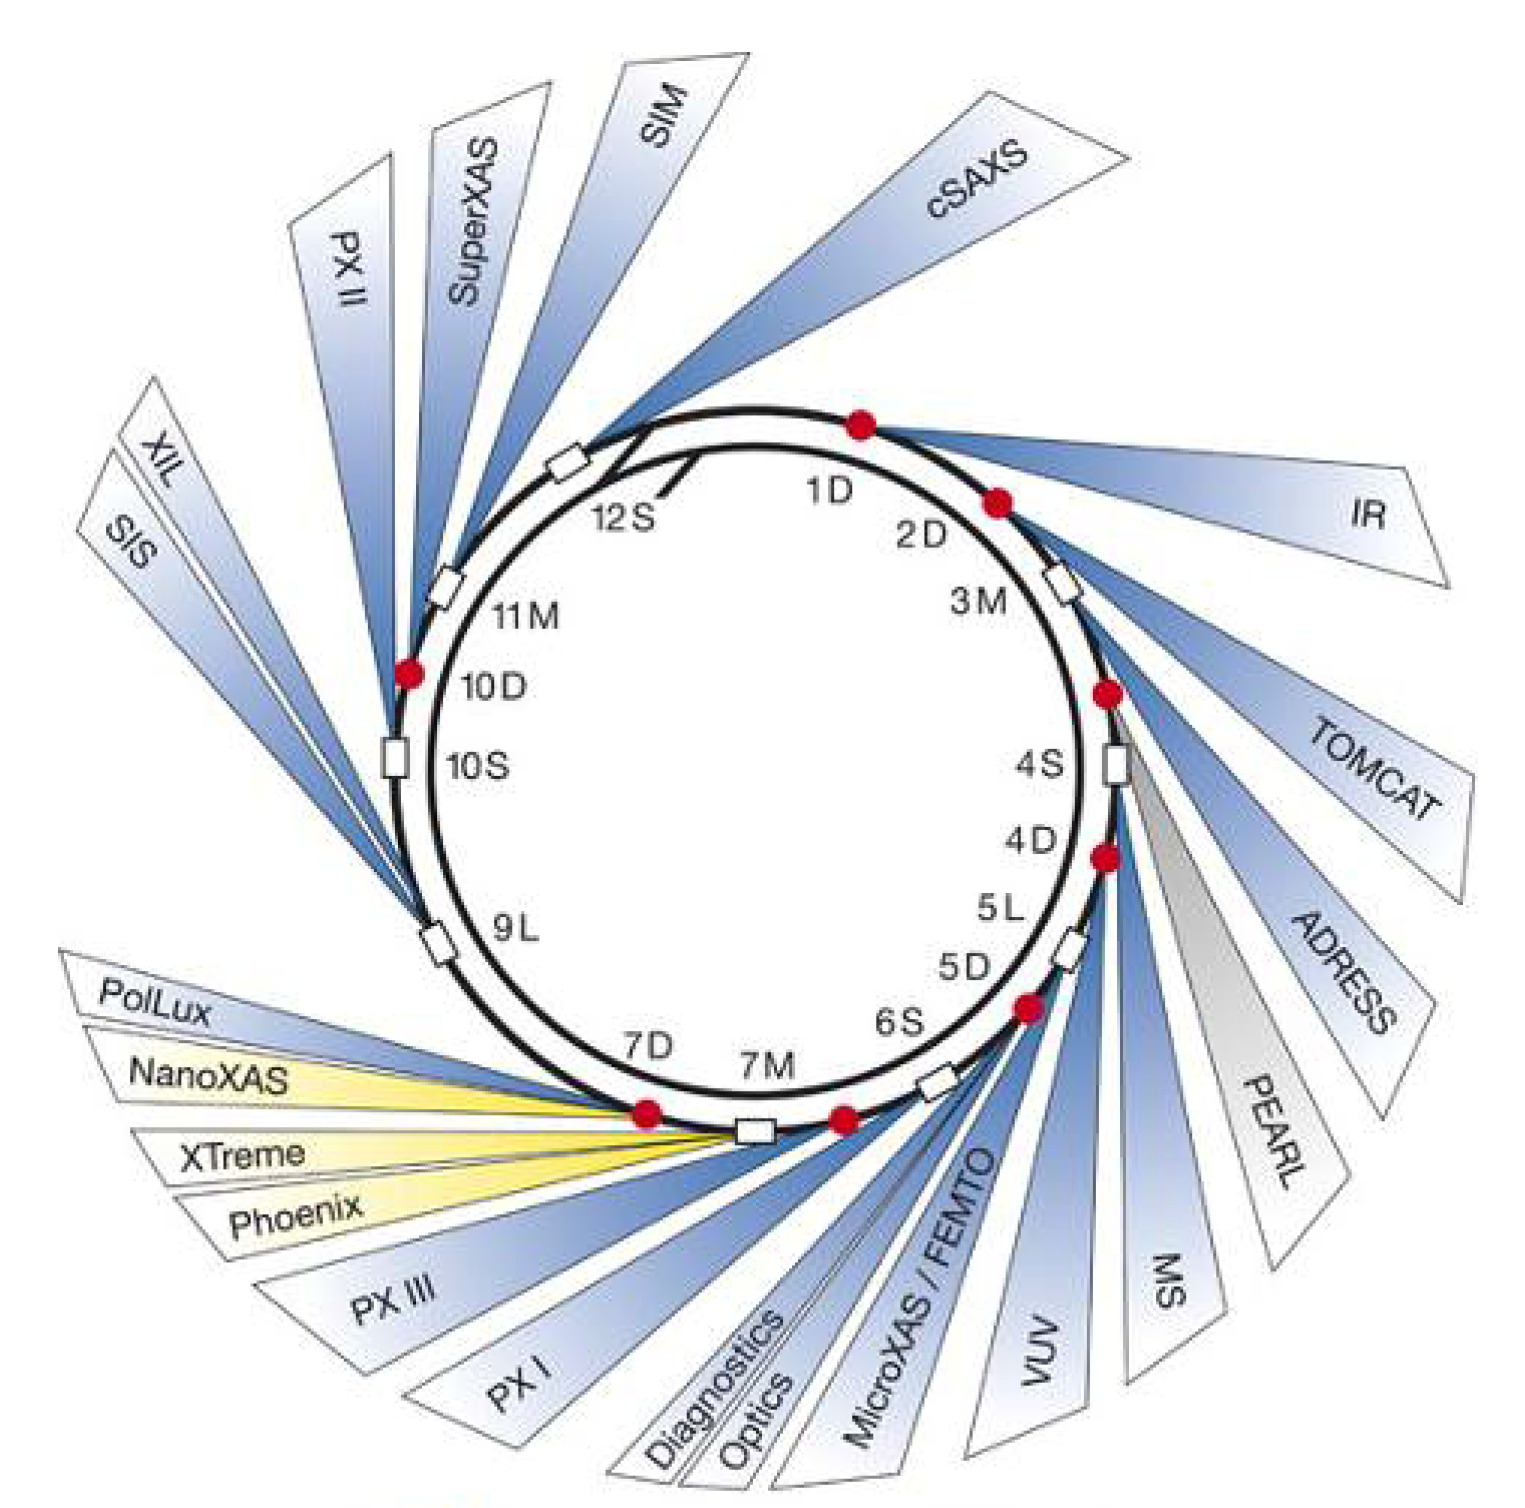 SIM
SuperXAS
cSAXS
PX II
XIL
SIS
IR
TOMCAT
ADRESS
PEARL
MS
VUV
MicroXAS / FEMTO
Optics
Diagnostics
PX I
PX III
Phoenix
XTreme
NanoXAS
PolLux
1D
2D
3M
4S
4D
5L
5D
6S
7M
7D
9L
10S
10D
11M
12S